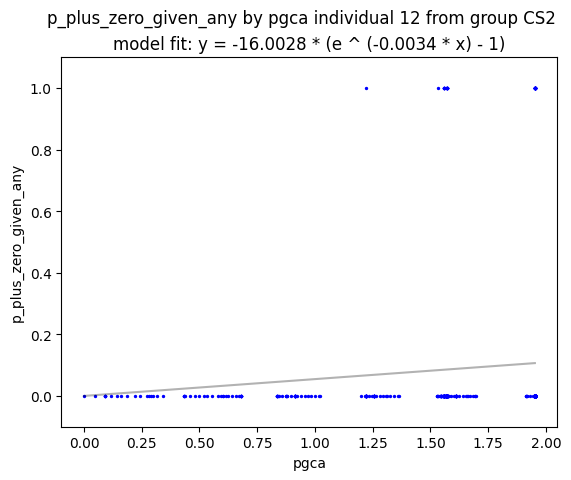 p_plus_zero_given_any by pgca individual 12 from group CS2
model fit: y = -16.0028 * (e ^ (-0.0034 * x) - 1)
1.0
0.8
0.6
0.4
0.2
0.0
p_plus_zero_given_any
0.00 0.25 0.50 0.75 1.00 1.25 1.50 1.75 2.00
pgca